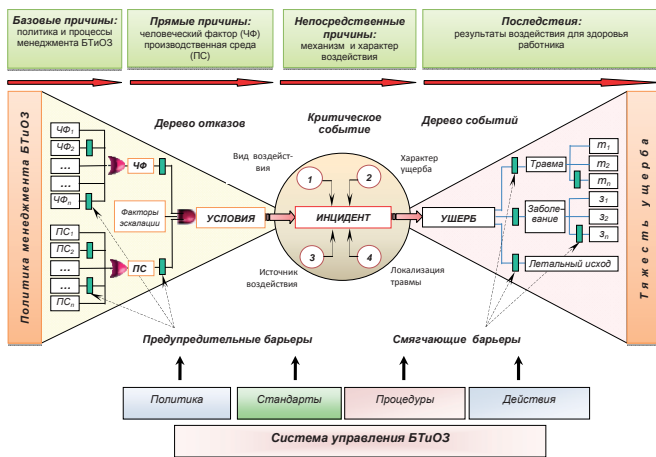 Базовые причины:
политика и процессы
менеджмента БТиОЗ
Прямые причины:
человеческий фактор (ЧФ)
производственная среда
(ПС)
Непосредственные
причины:
механизм и характер
воздействия
Последствия:
результаты воздействия для здоровья
работника
Политика менеджмента БТиОЗ
Дерево отказов
Критическое
событие
Дерево событий
Тяжесть ущерба
ЧФ1
ЧФ2
...
...
ЧФn
ЧФ
Факторы
эскалации
УСЛОВИЯ
ПС1
ПС2
...
...
ПСn
ПС
Вид воздейст-
вия
Характер
ущерба
1
2
ИНЦИДЕНТ
3
4
Источник
воздействия
Локализация
травмы
УЩЕРБ
Травма
m1
m2
mn
Заболе-
вание
з1
з2
зn
Летальный исход
Предупредительные барьеры
Смягчающие барьеры
Политика
Стандарты
Процедуры
Действия
Система управления БТиОЗ